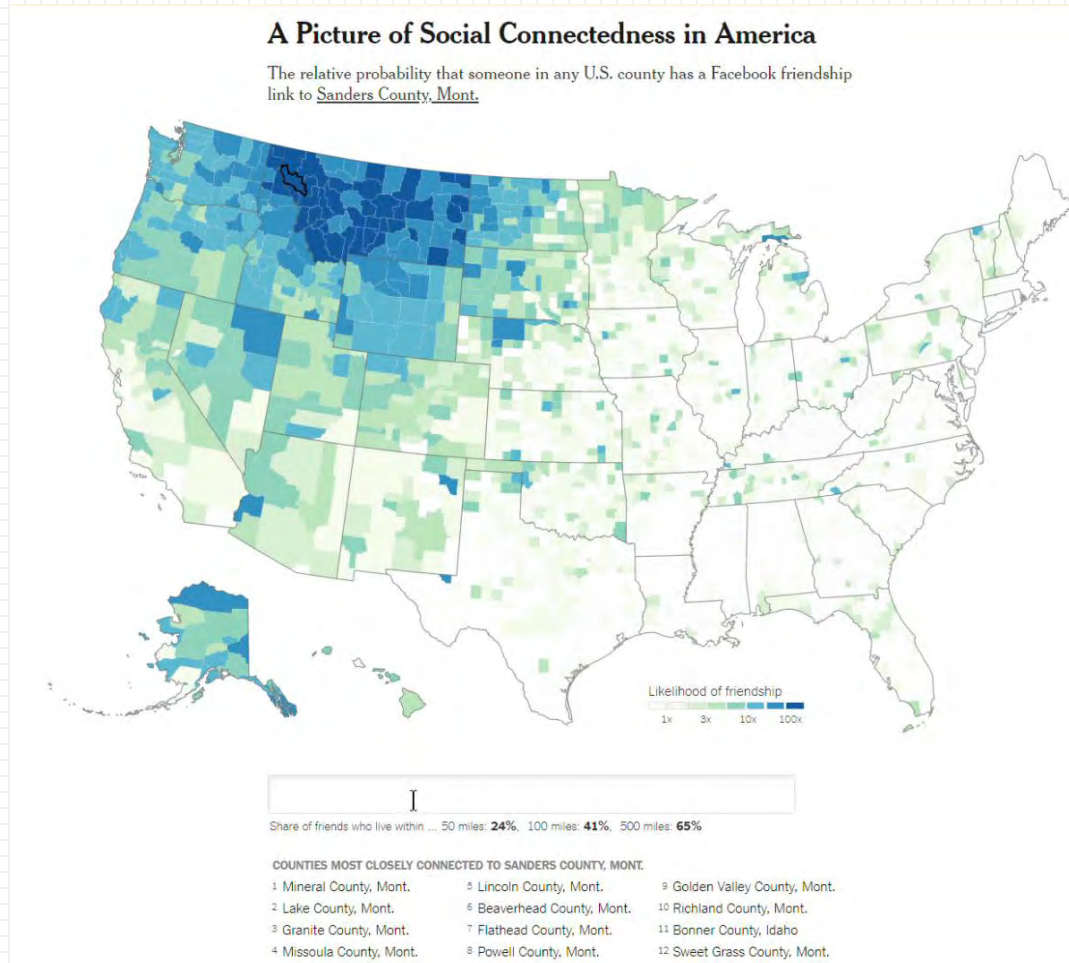 A Picture of Social Connectedness in America
The relative probability that someone in any U.S. county has a Facebook friendship
link to Sanders County, Mont.
Likelihood of friendship
1x 3x 10x 100x
Share of friends who live within ... 50 miles: 24%, 100 miles: 41%, 500 miles: 65%
COUNTIES MOST CLOSELY CONNECTED TO SANDERS COUNTY, MONT.
1 Mineral County, Mont.
2 Lake County, Mont.
3 Granite County, Mont.
4 Missoula County, Mont.
5 Lincoln County, Mont.
6 Beaverhead County, Mont.
7 Flathead County, Mont.
8 Powell County, Mont.
9 Golden Valley County, Mont.
10 Richland County, Mont.
11 Bonner County, Idaho
12 Sweet Grass County, Mont.